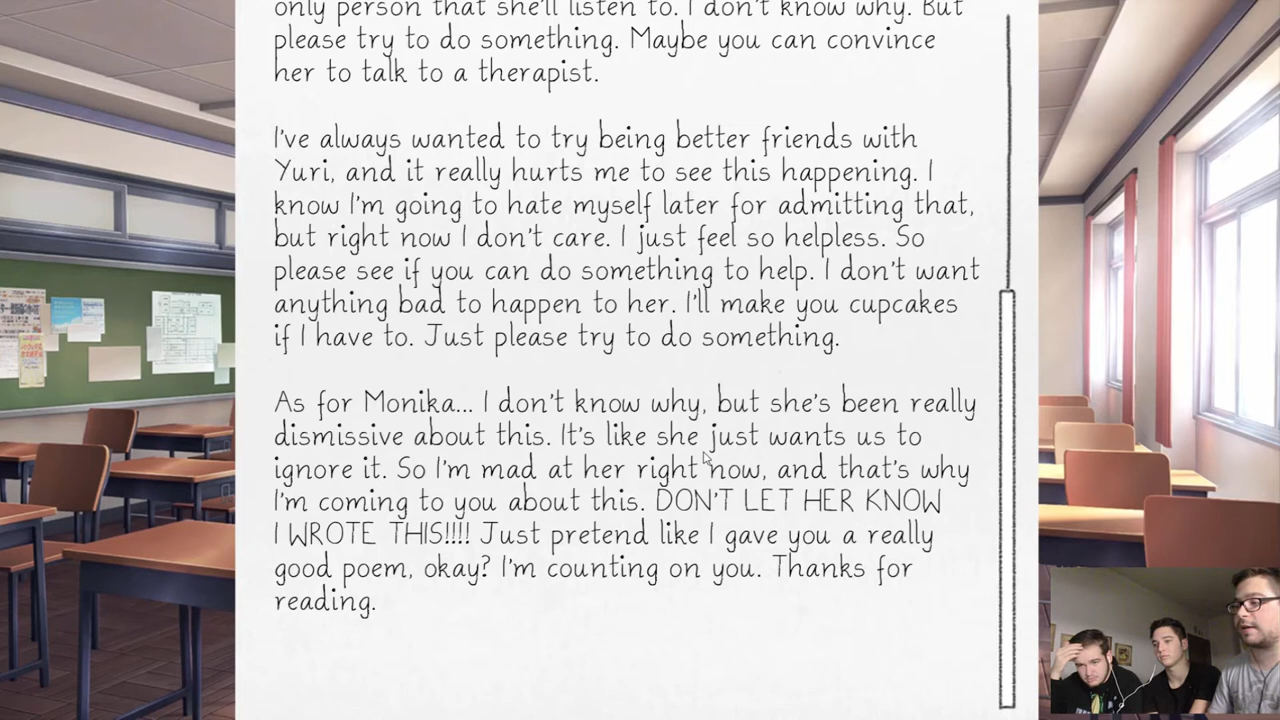 only person that she'll listen to. I don't know why. But
please try to do something. Maybe you can convince
her to talk to a therapist.
I've always wanted to try being better friends with
Yuri, and it really hurts me to see this happening. I
know I'm going to hate myself later for admitting that,
but right now I don't care. I just feel so helpless. So
please see if you can do something to help. I don't want
anything bad to happen to her. I'll make you cupcakes
if I have to. Just please try to do something.
As for Monika... I don't know why, but she's been really
dismissive about this. It's like she just wants us to
ignore it. So I'm mad at her right now, and that's why
I'm coming to you about this. DON'T LET HER KNOW
I WROTE THIS!!!! Just pretend like I gave you a really
good poem, okay? I'm counting on you. Thanks for
reading.